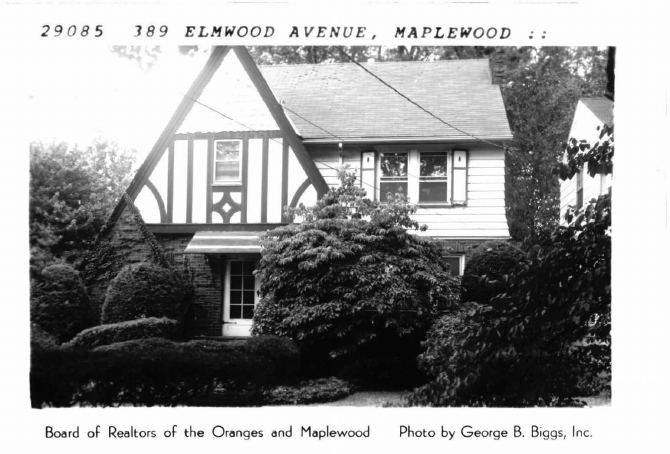 29085 389 ELMWOOD AVENUE, MAPLEWOOD ::
Board of Realtors of the Oranges and Maplewood Photo by George B. Biggs, Inc.